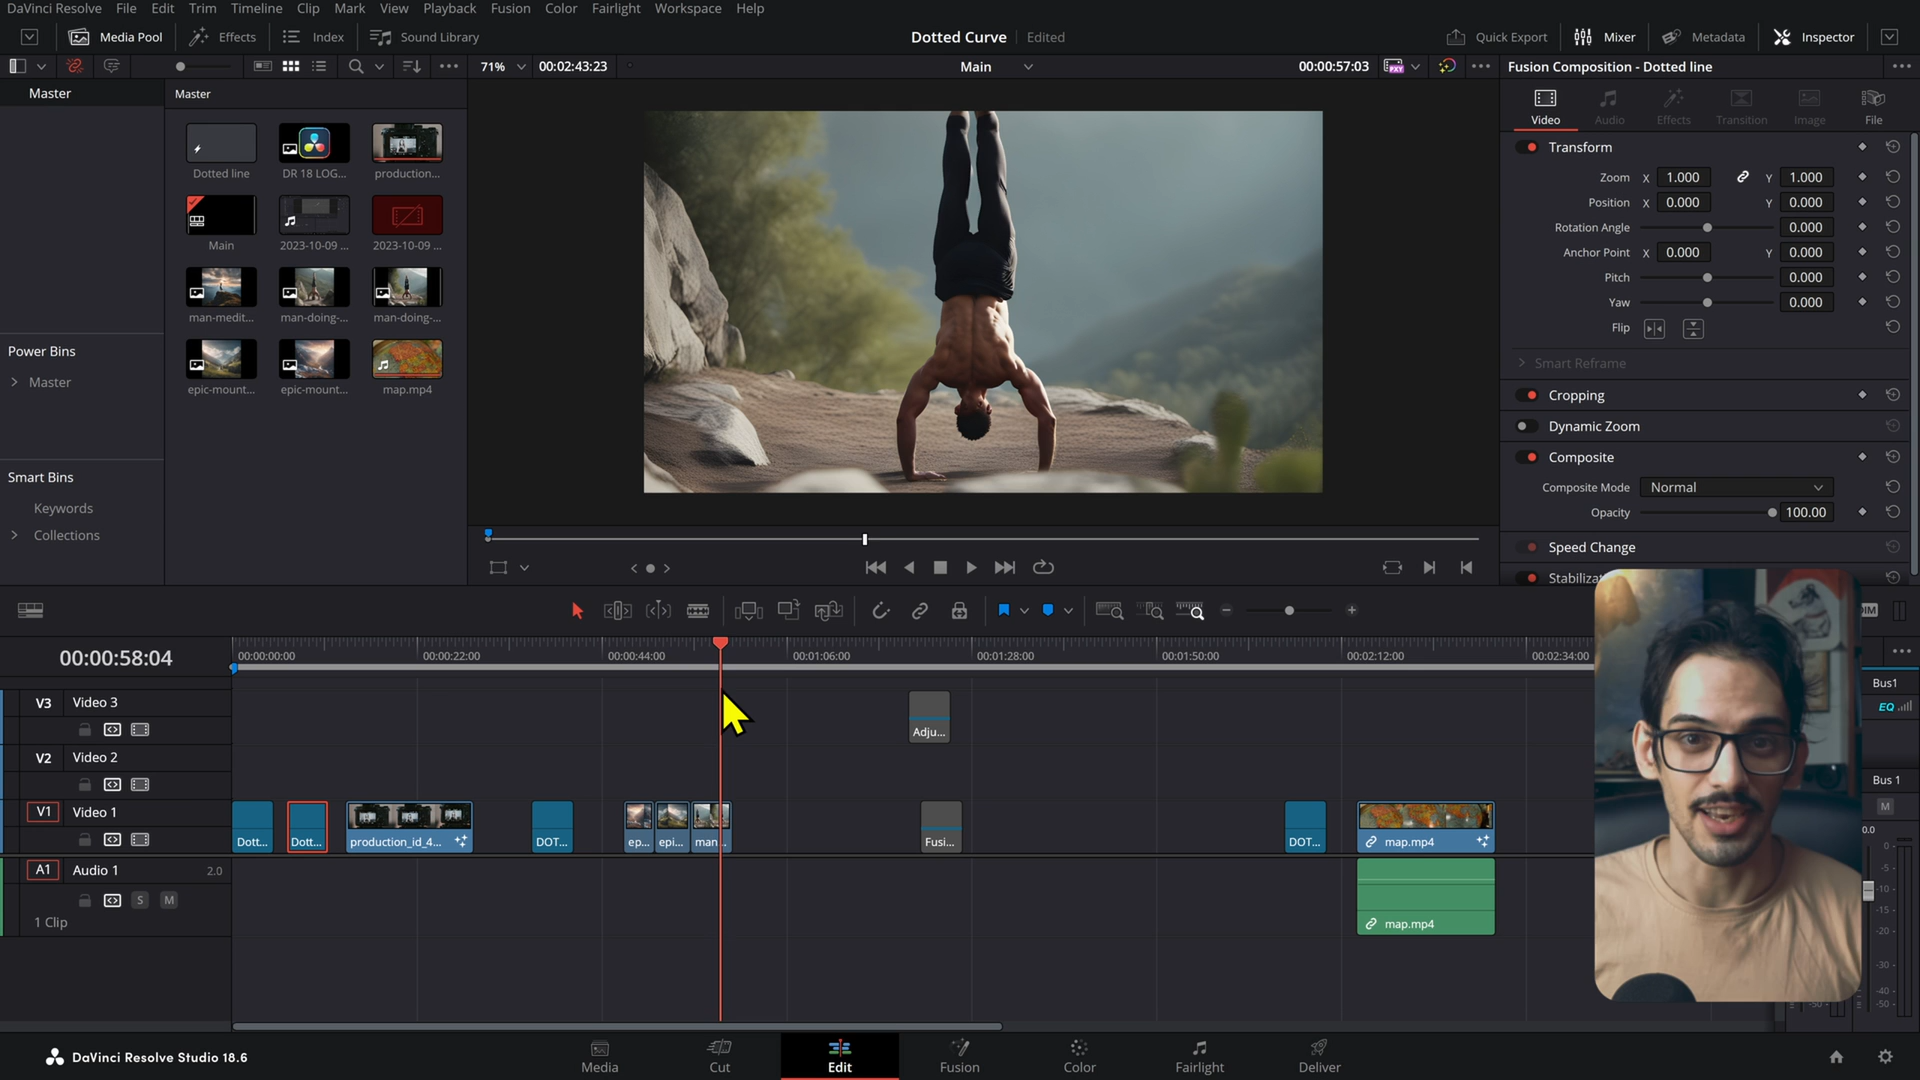 DaVinci Resolve File Edit Trim Timeline Clip Mark View Playback Fusion Color Fairlight Workspace Help
Media Pool Effects Index Sound Library Dotted Curve Edited Quick Export Mixer Metadata Inspector
71% 00:02:43:23 Main 00:00:57:03 Fusion Composition - Dotted line
Master
Master
Video Audio Effects Transition Image File
Dotted line DR 18 LOG... production...
Main 2023-10-09 ... 2023-10-09 ...
man-medit... man-doing-... man-doing-...
epic-mount... epic-mount... map.mp4
Power Bins
Master
Smart Bins
Keywords
Collections
Transform
Zoom X 1.000 Y 1.000
Position X 0.000 Y 0.000
Rotation Angle 0.000
Anchor Point X 0.000 Y 0.000
Pitch 0.000
Yaw 0.000
Flip
Smart Reframe
Cropping
Dynamic Zoom
Composite
Composite Mode Normal
Opacity 100.00
Speed Change
00:00:58:04
00:00:00:00 00:00:22:00 00:00:44:00 00:01:06:00 00:01:28:00 00:01:50:00 00:02:12:00 00:02:34:00
V3 Video 3
Adju...
V2 Video 2
V1 Video 1
Dott... Dott... production_id_4... DOT... ep... epi... man... Fusi... DOT... map.mp4
A1 Audio 1 2.0
S M
1 Clip
map.mp4
Bus1
EQ
Bus 1
M
0.0
0
-5
-10
-15
-20
-30
-40
-50
DaVinci Resolve Studio 18.6
Media Cut Edit Fusion Color Fairlight Deliver